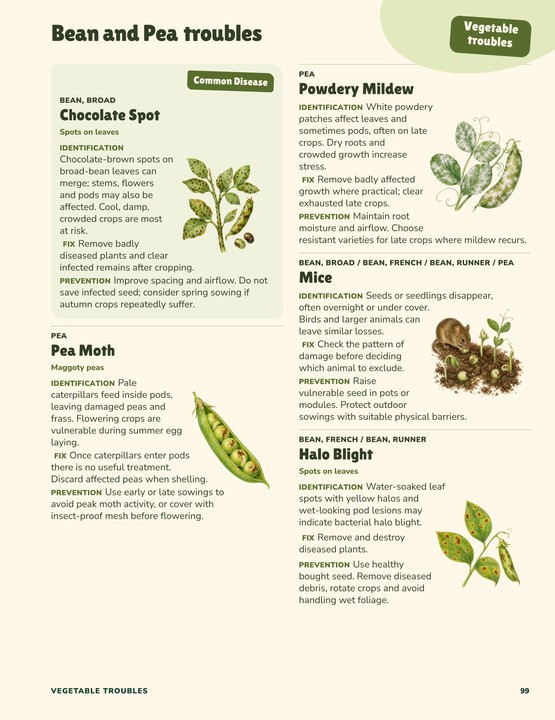 Bean and Pea troubles
Vegetable
troubles
Common Disease
BEAN, BROAD
Chocolate Spot
Spots on leaves
IDENTIFICATION
Chocolate-brown spots on
broad-bean leaves can
merge; stems, flowers
and pods may also be
affected. Cool, damp,
crowded crops are most
at risk.
FIX Remove badly
diseased plants and clear
infected remains after cropping.
PREVENTION Improve spacing and airflow. Do not
save infected seed; consider spring sowing if
autumn crops repeatedly suffer.
PEA
Pea Moth
Maggoty peas
IDENTIFICATION Pale
caterpillars feed inside pods,
leaving damaged peas and
frass. Flowering crops are
vulnerable during summer egg
laying.
FIX Once caterpillars enter pods
there is no useful treatment.
Discard affected peas when shelling.
PREVENTION Use early or late sowings to
avoid peak moth activity, or cover with
insect-proof mesh before flowering.
PEA
Powdery Mildew
IDENTIFICATION White powdery
patches affect leaves and
sometimes pods, often on late
crops. Dry roots and
crowded growth increase
stress.
FIX Remove badly affected
growth where practical; clear
exhausted late crops.
PREVENTION Maintain root
moisture and airflow. Choose
resistant varieties for late crops where mildew recurs.
BEAN, BROAD / BEAN, FRENCH / BEAN, RUNNER / PEA
Mice
IDENTIFICATION Seeds or seedlings disappear,
often overnight or under cover.
Birds and larger animals can
leave similar losses.
FIX Check the pattern of
damage before deciding
which animal to exclude.
PREVENTION Raise
vulnerable seed in pots or
modules. Protect outdoor
sowings with suitable physical barriers.
BEAN, FRENCH / BEAN, RUNNER
Halo Blight
Spots on leaves
IDENTIFICATION Water-soaked leaf
spots with yellow halos and
wet-looking pod lesions may
indicate bacterial halo blight.
FIX Remove and destroy
diseased plants.
PREVENTION Use healthy
bought seed. Remove diseased
debris, rotate crops and avoid
handling wet foliage.
VEGETABLE TROUBLES
99